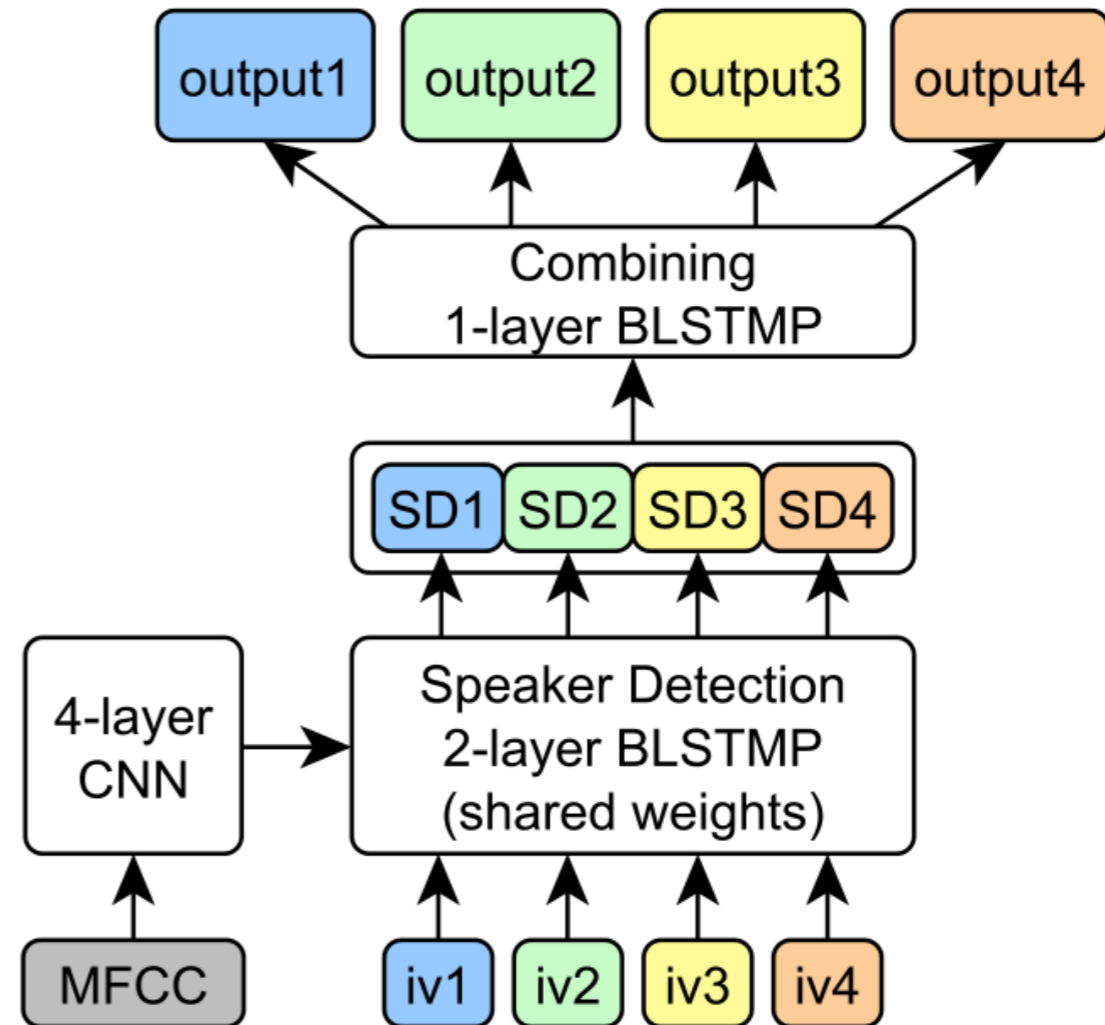 output1 output2 output3 output4
Combining
1-layer BLSTMP
SD1 SD2 SD3 SD4
4-layer
CNN
Speaker Detection
2-layer BLSTMP
(shared weights)
MFCC iv1 iv2 iv3 iv4